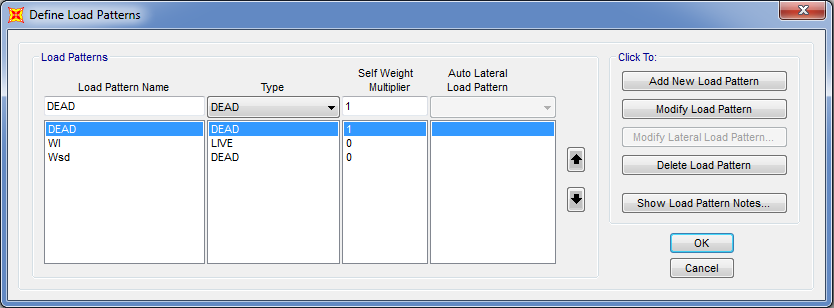 Define Load Patterns
Load Patterns
Click To:
Load Pattern Name
Type
Self Weight
Multiplier
Auto Lateral
Load Pattern
DEAD DEAD 1
DEAD DEAD 1
Wl LIVE 0
Wsd DEAD 0
Add New Load Pattern
Modify Load Pattern
Modify Lateral Load Pattern...
Delete Load Pattern
Show Load Pattern Notes...
OK
Cancel